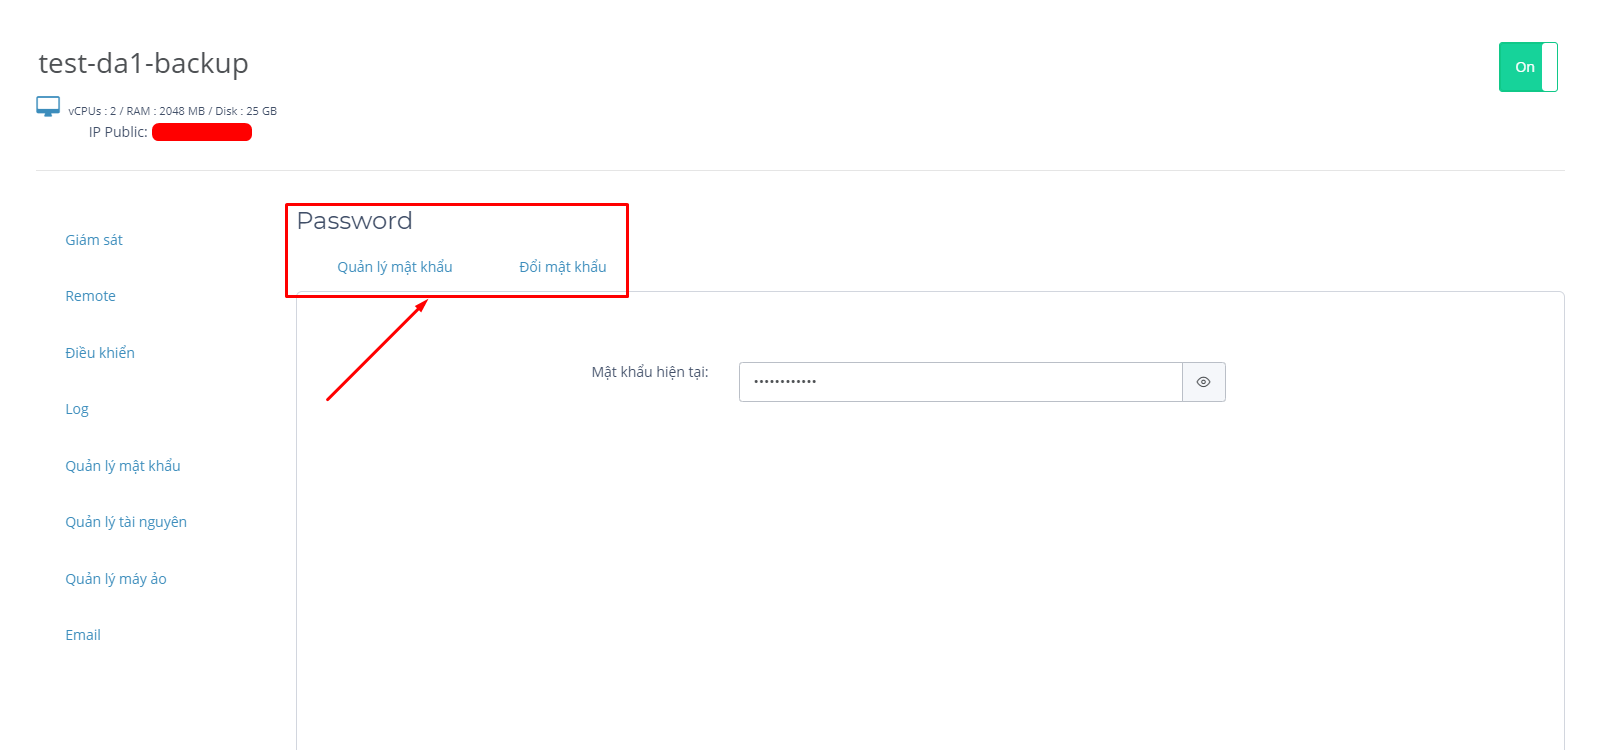 test-da1-backup
On
vCPUs : 2 / RAM : 2048 MB / Disk : 25 GB
IP Public:
Password
Quản lý mật khẩu
Đổi mật khẩu
Giám sát
Remote
Điều khiển
Log
Quản lý mật khẩu
Quản lý tài nguyên
Quản lý máy ảo
Email
Mật khẩu hiện tại:
••••••••••••